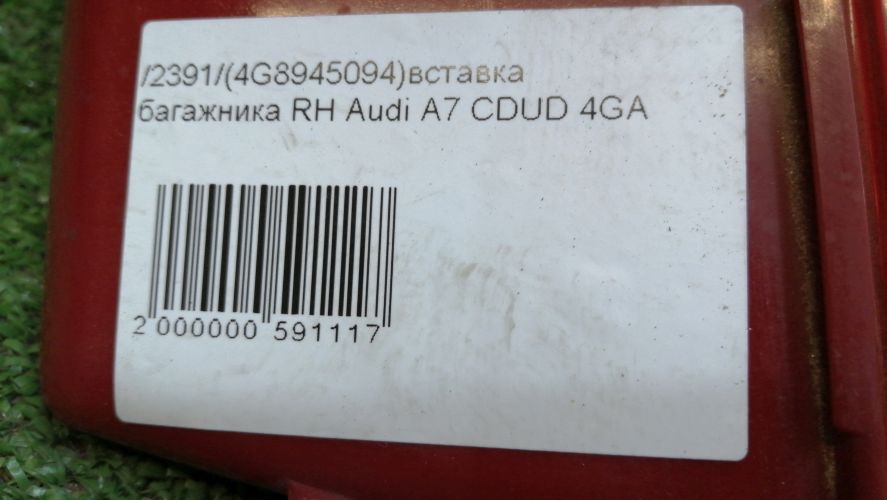 /2391/(4G8945094)вставка
багажника RH Audi A7 CDUD 4GA
2 000000 591117